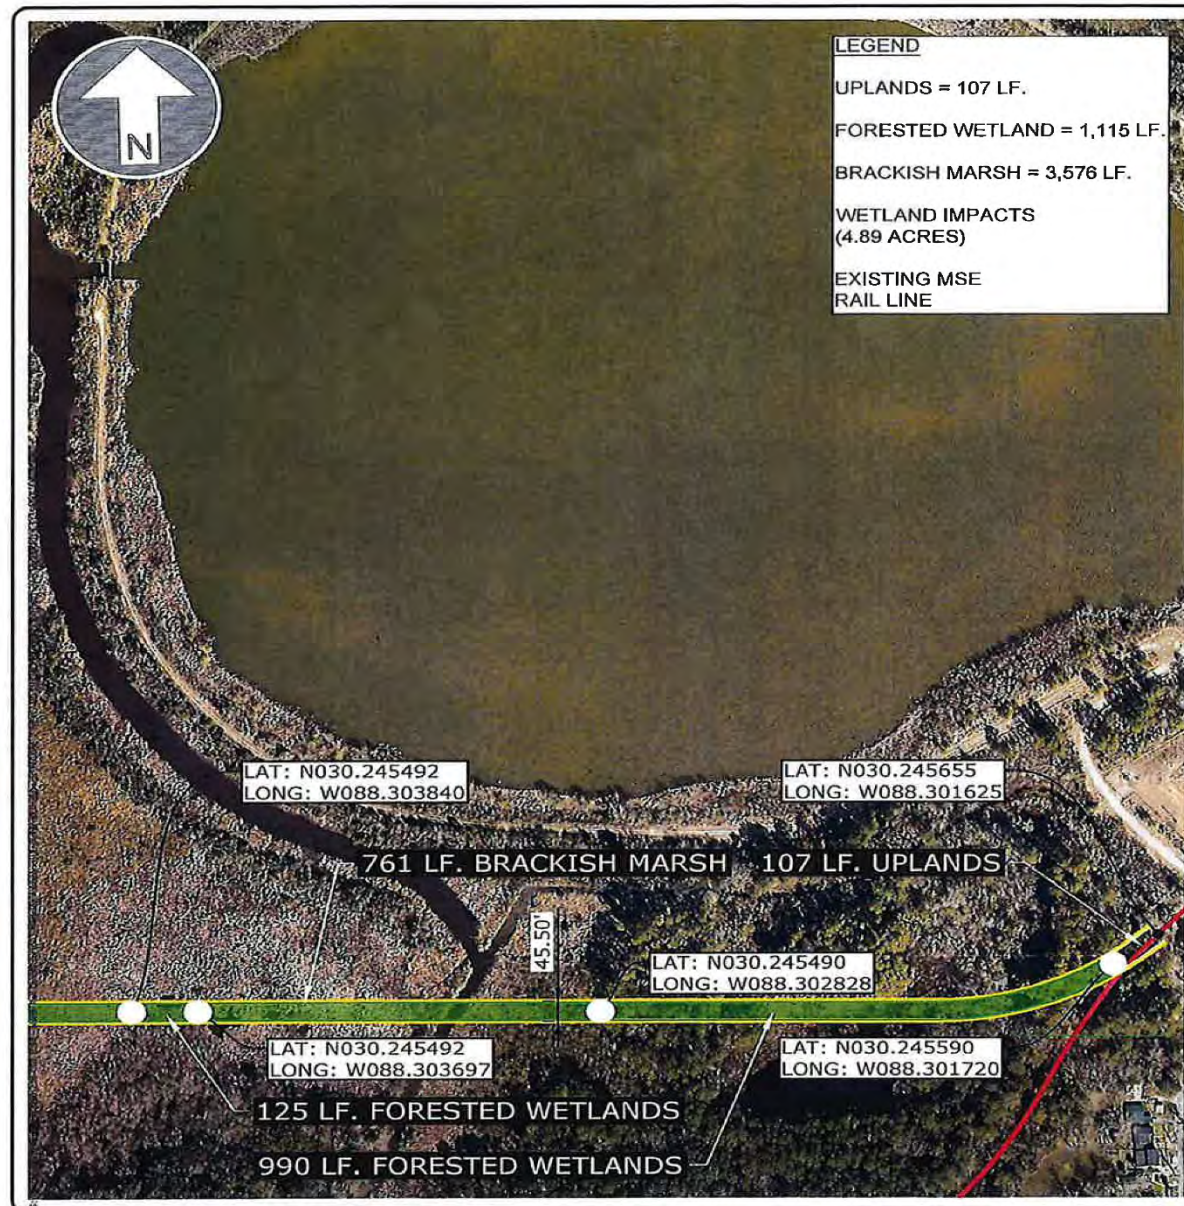 N
LEGEND
UPLANDS = 107 LF.
FORESTED WETLAND = 1,115 LF.
BRACKISH MARSH = 3,576 LF.
WETLAND IMPACTS
(4.89 ACRES)
EXISTING MSE
RAIL LINE
LAT: N030.245492
LONG: W088.303840
LAT: N030.245655
LONG: W088.301625
761 LF. BRACKISH MARSH
107 LF. UPLANDS
45.50'
LAT: N030.245490
LONG: W088.302828
LAT: N030.245492
LONG: W088.303697
LAT: N030.245590
LONG: W088.301720
125 LF. FORESTED WETLANDS
990 LF. FORESTED WETLANDS